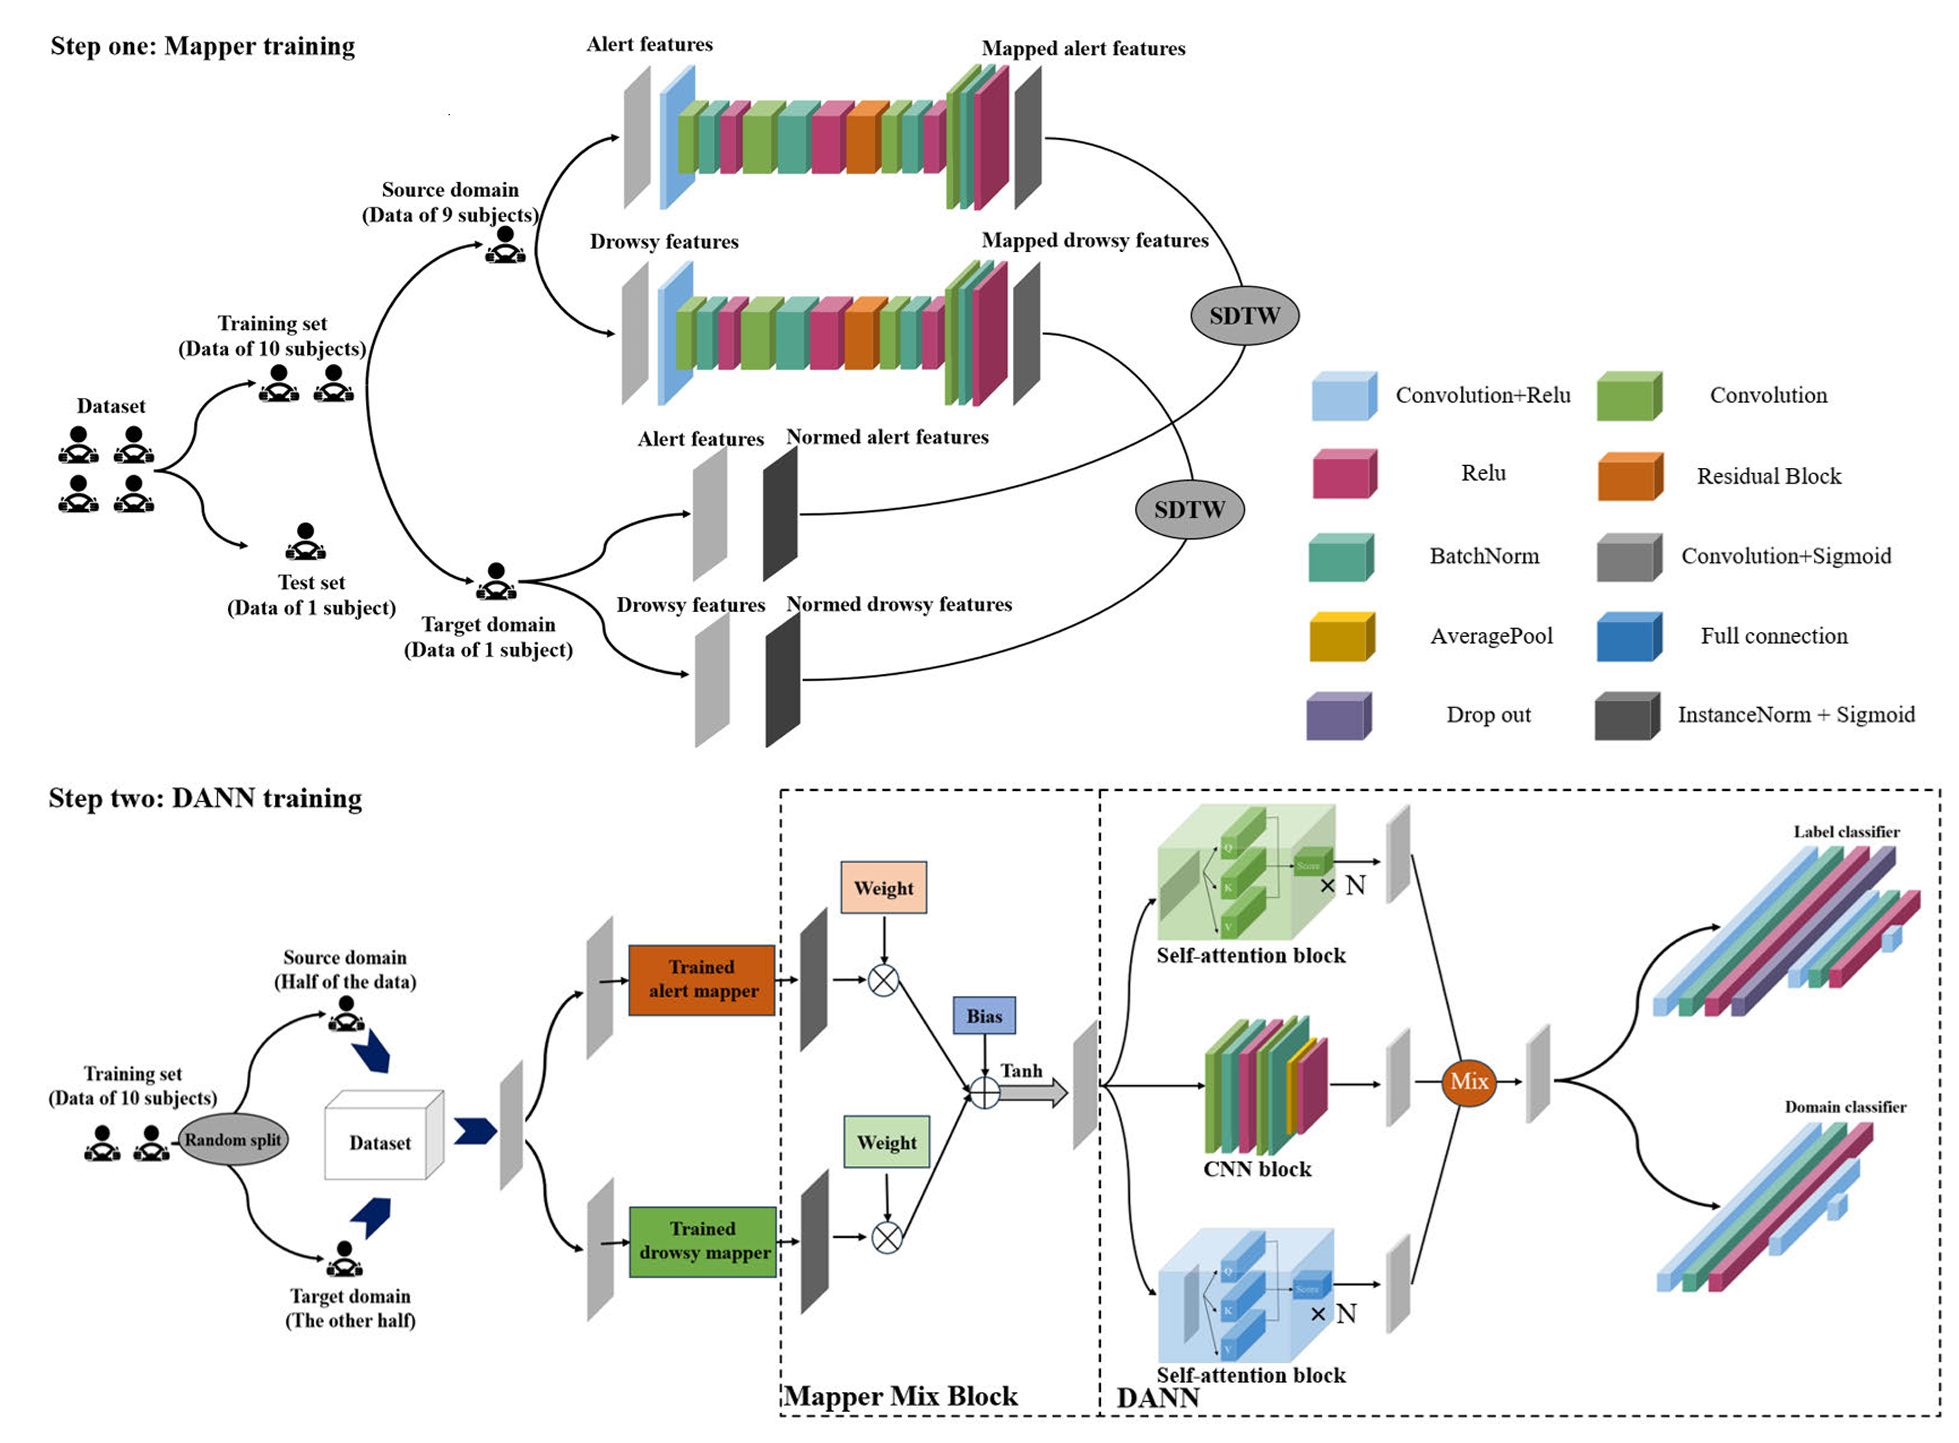 Step one: Mapper training
Alert features
Mapped alert features
Source domain
(Data of 9 subjects)
Drowsy features
Mapped drowsy features
SDTW
Training set
(Data of 10 subjects)
Dataset
Alert features
Normed alert features
SDTW
Test set
(Data of 1 subject)
Target domain
(Data of 1 subject)
Drowsy features
Normed drowsy features
Convolution+Relu
Convolution
Relu
Residual Block
BatchNorm
Convolution+Sigmoid
AveragePool
Full connection
Drop out
InstanceNorm + Sigmoid
Step two: DANN training
Training set
(Data of 10 subjects)
Random split
Source domain
(Half of the data)
Dataset
Target domain
(The other half)
Trained
alert mapper
Trained
drowsy mapper
Weight
Weight
Bias
Tanh
Mapper Mix Block
Q
K
V
Score
× N
Self-attention block
CNN block
Q
K
V
Score
× N
Self-attention block
DANN
Mix
Label classifier
Domain classifier